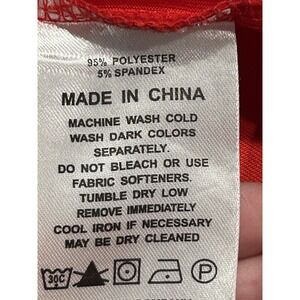 95% POLYESTER
5% SPANDEX
MADE IN CHINA
MACHINE WASH COLD
WASH DARK COLORS
SEPARATELY.
DO NOT BLEACH OR USE
FABRIC SOFTENERS.
TUMBLE DRY LOW
REMOVE IMMEDIATELY
COOL IRON IF NECESSARY
MAY BE DRY CLEANED
30C P